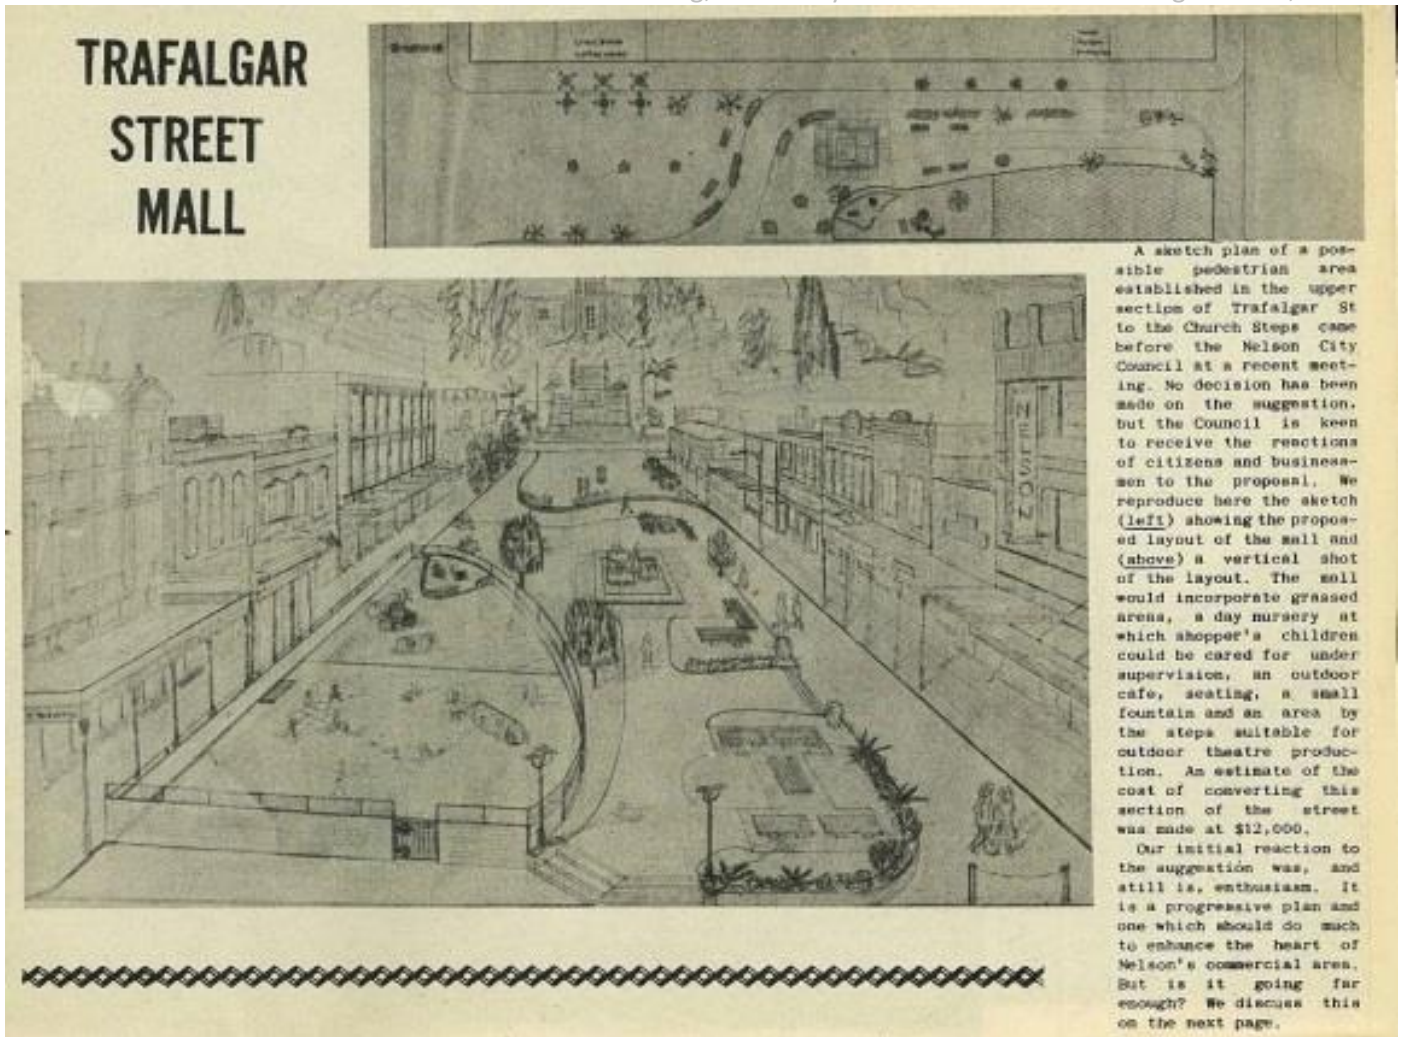 TRAFALGAR
STREET
MALL
A sketch plan of a pos-
sible pedestrian area
established in the upper
section of Trafalgar St
to the Church Steps came
before the Nelson City
Council at a recent meet-
ing. No decision has been
made on the suggestion,
but the Council is keen
to receive the reactions
of citizens and business-
men to the proposal. We
reproduce here the sketch
(left) showing the propos-
ed layout of the mall and
(above) a vertical shot
of the layout. The mall
would incorporate grassed
areas, a day nursery at
which shopper's children
could be cared for under
supervision, an outdoor
cafe, seating, a small
fountain and an area by
the steps suitable for
outdoor theatre produc-
tion. An estimate of the
cost of converting this
section of the street
was made at $12,000.
Our initial reaction to
the suggestion was, and
still is, enthusiasm. It
is a progressive plan and
one which should do much
to enhance the heart of
Nelson's commercial area.
But is it going far
enough? We discuss this
on the next page.
NELSON